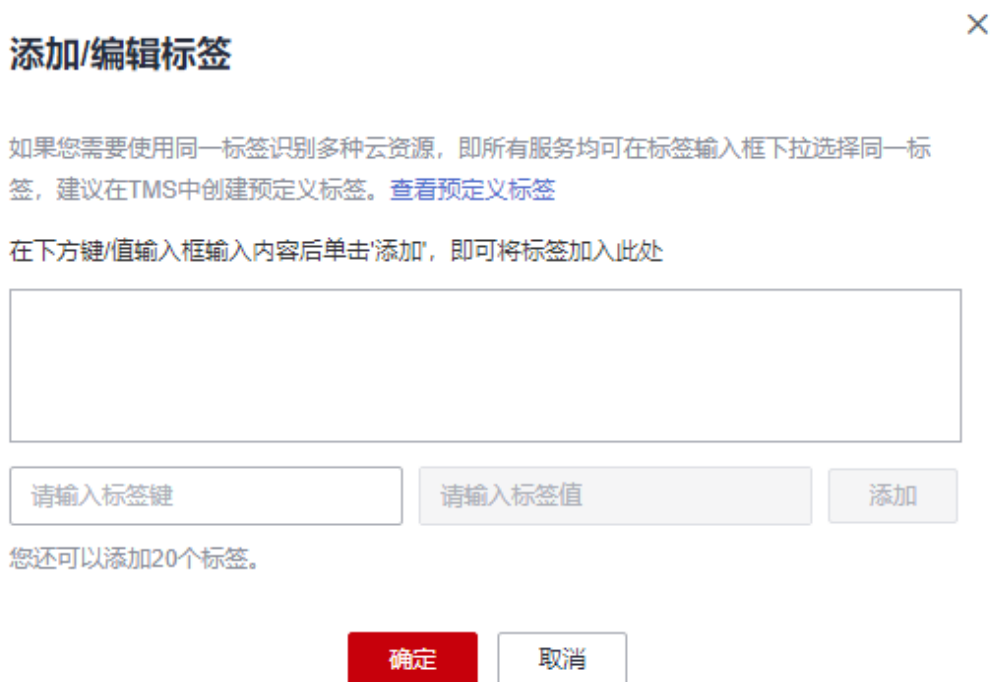 添加/编辑标签
如果您需要使用同一标签识别多种云资源，即所有服务均可在标签输入框下拉选择同一标
签，建议在TMS中创建预定义标签。查看预定义标签
在下方键/值输入框输入内容后单击'添加'，即可将标签加入此处
请输入标签键 请输入标签值 添加
您还可以添加20个标签。
确定 取消